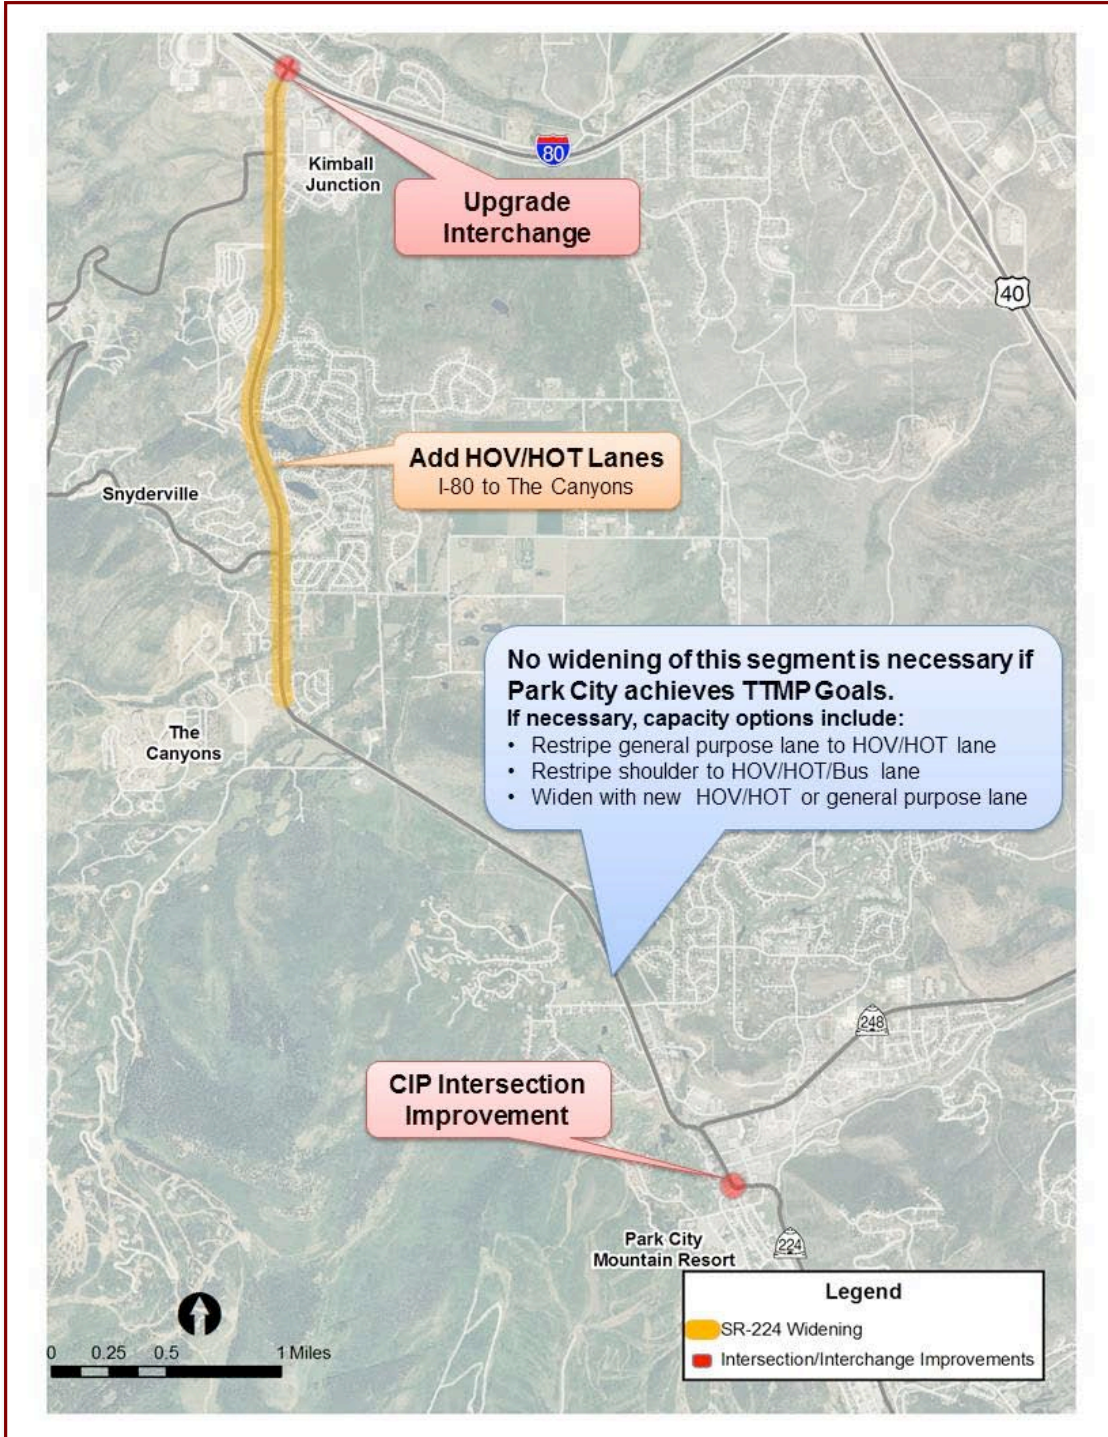 Kimball
Junction
80
Upgrade
Interchange
40
Add HOV/HOT Lanes
I-80 to The Canyons
Snyderville
No widening of this segment is necessary if
Park City achieves TTMP Goals.
If necessary, capacity options include:
• Restripe general purpose lane to HOV/HOT lane
• Restripe shoulder to HOV/HOT/Bus lane
• Widen with new HOV/HOT or general purpose lane
The
Canyons
248
CIP Intersection
Improvement
Park City
Mountain Resort
224
Legend
SR-224 Widening
Intersection/Interchange Improvements
0 0.25 0.5 1 Miles